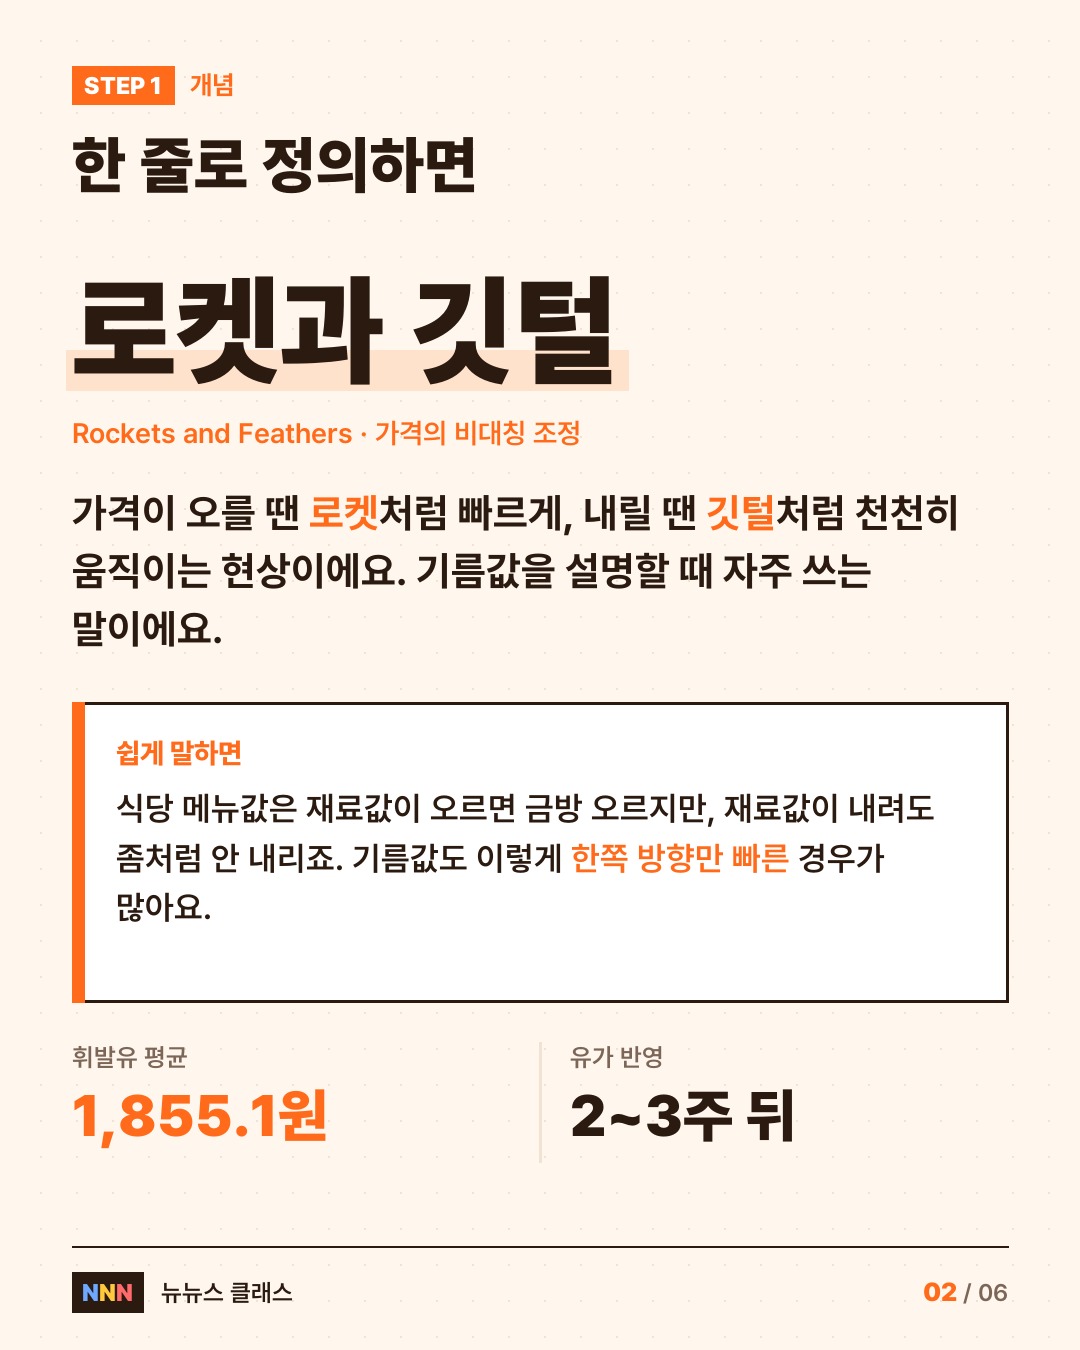 STEP 1 개념
한 줄로 정의하면
로켓과 깃털
Rockets and Feathers · 가격의 비대칭 조정
가격이 오를 땐 로켓처럼 빠르게, 내릴 땐 깃털처럼 천천히
움직이는 현상이에요. 기름값을 설명할 때 자주 쓰는
말이에요.
쉽게 말하면
식당 메뉴값은 재료값이 오르면 금방 오르지만, 재료값이 내려도
좀처럼 안 내리죠. 기름값도 이렇게 한쪽 방향만 빠른 경우가
많아요.
휘발유 평균
1,855.1원
유가 반영
2~3주 뒤
NNN 뉴뉴스 클래스
02 / 06